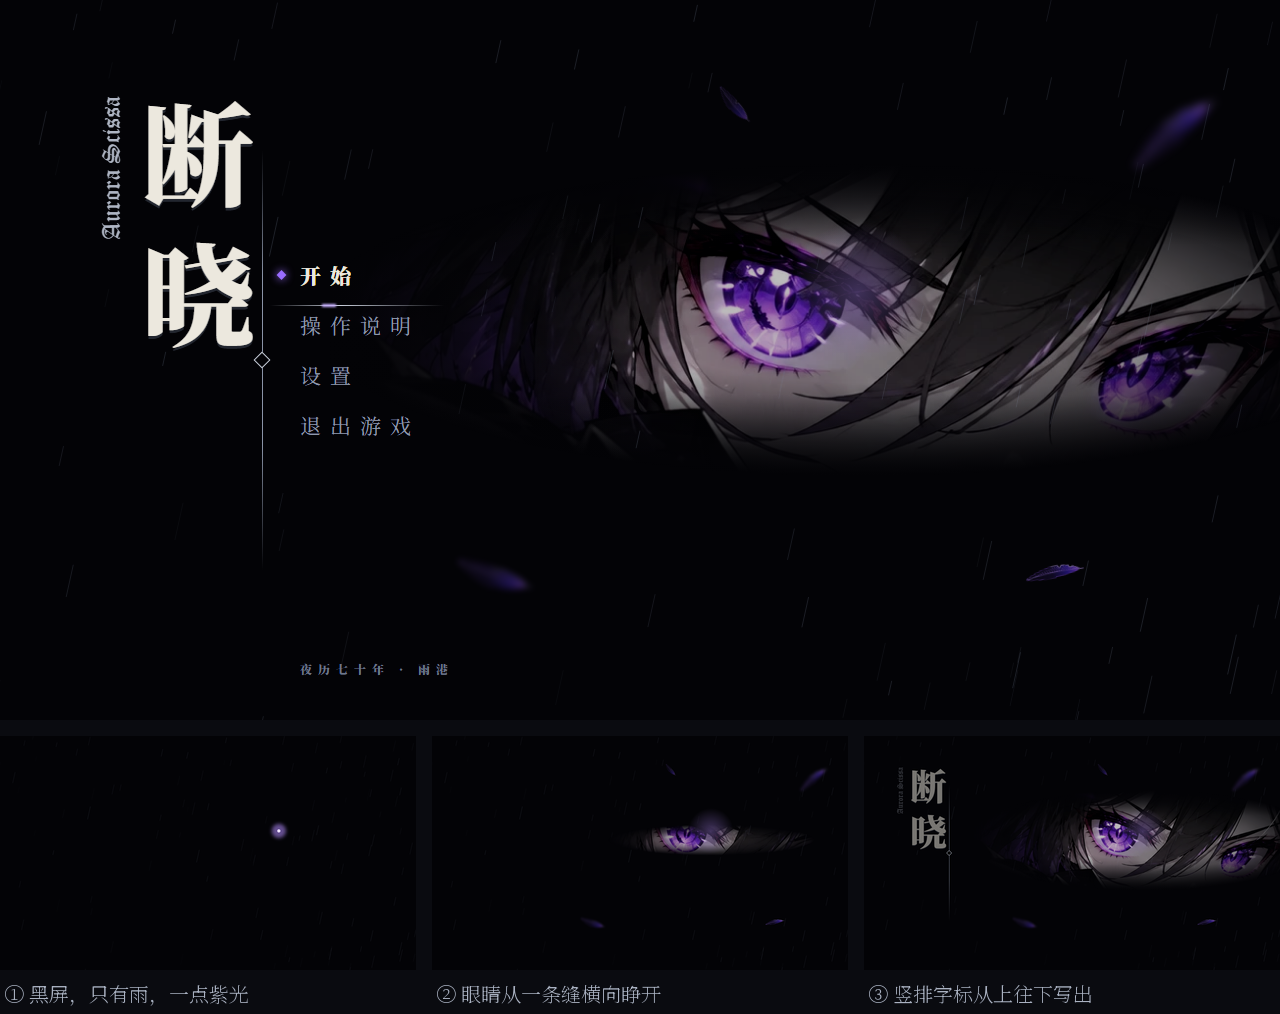 断晓
Aurora Scissa
开始
操作说明
设置
退出游戏
夜历七十年 · 雨港
断晓
Aurora Scissa
① 黑屏，只有雨，一点紫光
② 眼睛从一条缝横向睁开
③ 竖排字标从上往下写出